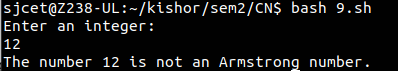 sjcet@Z238-UL:~/kishor/sem2/CN$ bash 9.sh
Enter an integer:
12
The number 12 is not an Armstrong number.